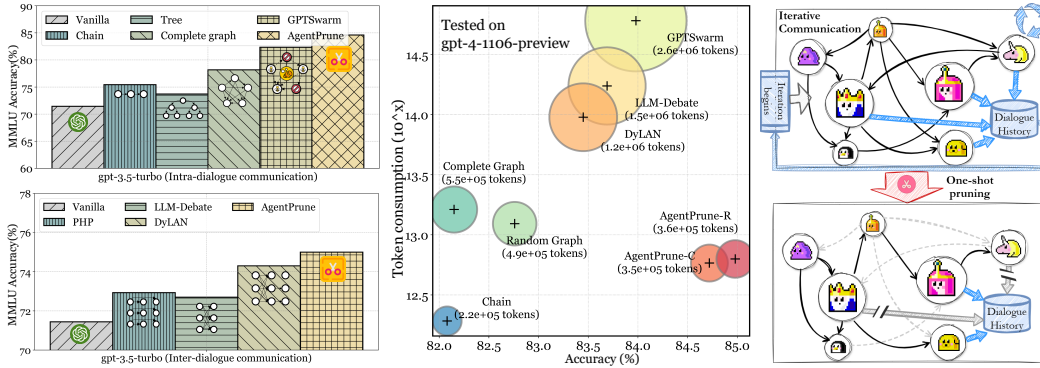 Vanilla
Tree
GPTSwarm
Chain
Complete graph
AgentPrune
MMLU Accuracy(%)
90
85
80
75
70
65
60
gpt-3.5-turbo (Intra-dialogue communication)
Vanilla
LLM-Debate
AgentPrune
PHP
DyLAN
MMLU Accuracy(%)
78
76
74
72
70
gpt-3.5-turbo (Inter-dialogue communication)
Tested on
gpt-4-1106-preview
Token consumption (10^x)
14.5
14.0
13.5
13.0
12.5
GPTSwarm
(2.6e+06 tokens)
LLM-Debate
(1.5e+06 tokens)
DyLAN
(1.2e+06 tokens)
Complete Graph
(5.5e+05 tokens)
Random Graph
(4.9e+05 tokens)
AgentPrune-R
(3.6e+05 tokens)
AgentPrune-C
(3.5e+05 tokens)
Chain
(2.2e+05 tokens)
82.0 82.5 83.0 83.5 84.0 84.5 85.0
Accuracy (%)
Iterative
Communication
Iteration
begins
Dialogue
History
One-shot
pruning
Dialogue
History